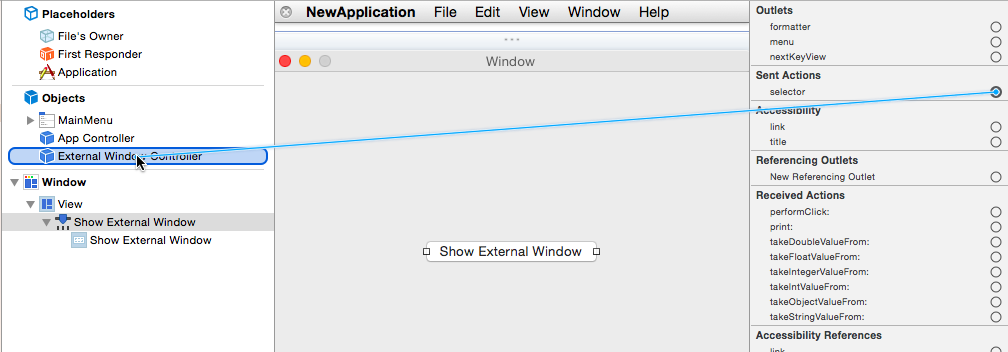 Placeholders
File's Owner
First Responder
Application
Objects
MainMenu
App Controller
External Window Controller
Window
View
Show External Window
Show External Window
NewApplication File Edit View Window Help
Window
Show External Window
Outlets
formatter
menu
nextKeyView
Sent Actions
selector
Accessibility
link
title
Referencing Outlets
New Referencing Outlet
Received Actions
performClick:
print:
takeDoubleValueFrom:
takeFloatValueFrom:
takeIntegerValueFrom:
takeIntValueFrom:
takeObjectValueFrom:
takeStringValueFrom:
Accessibility References
link